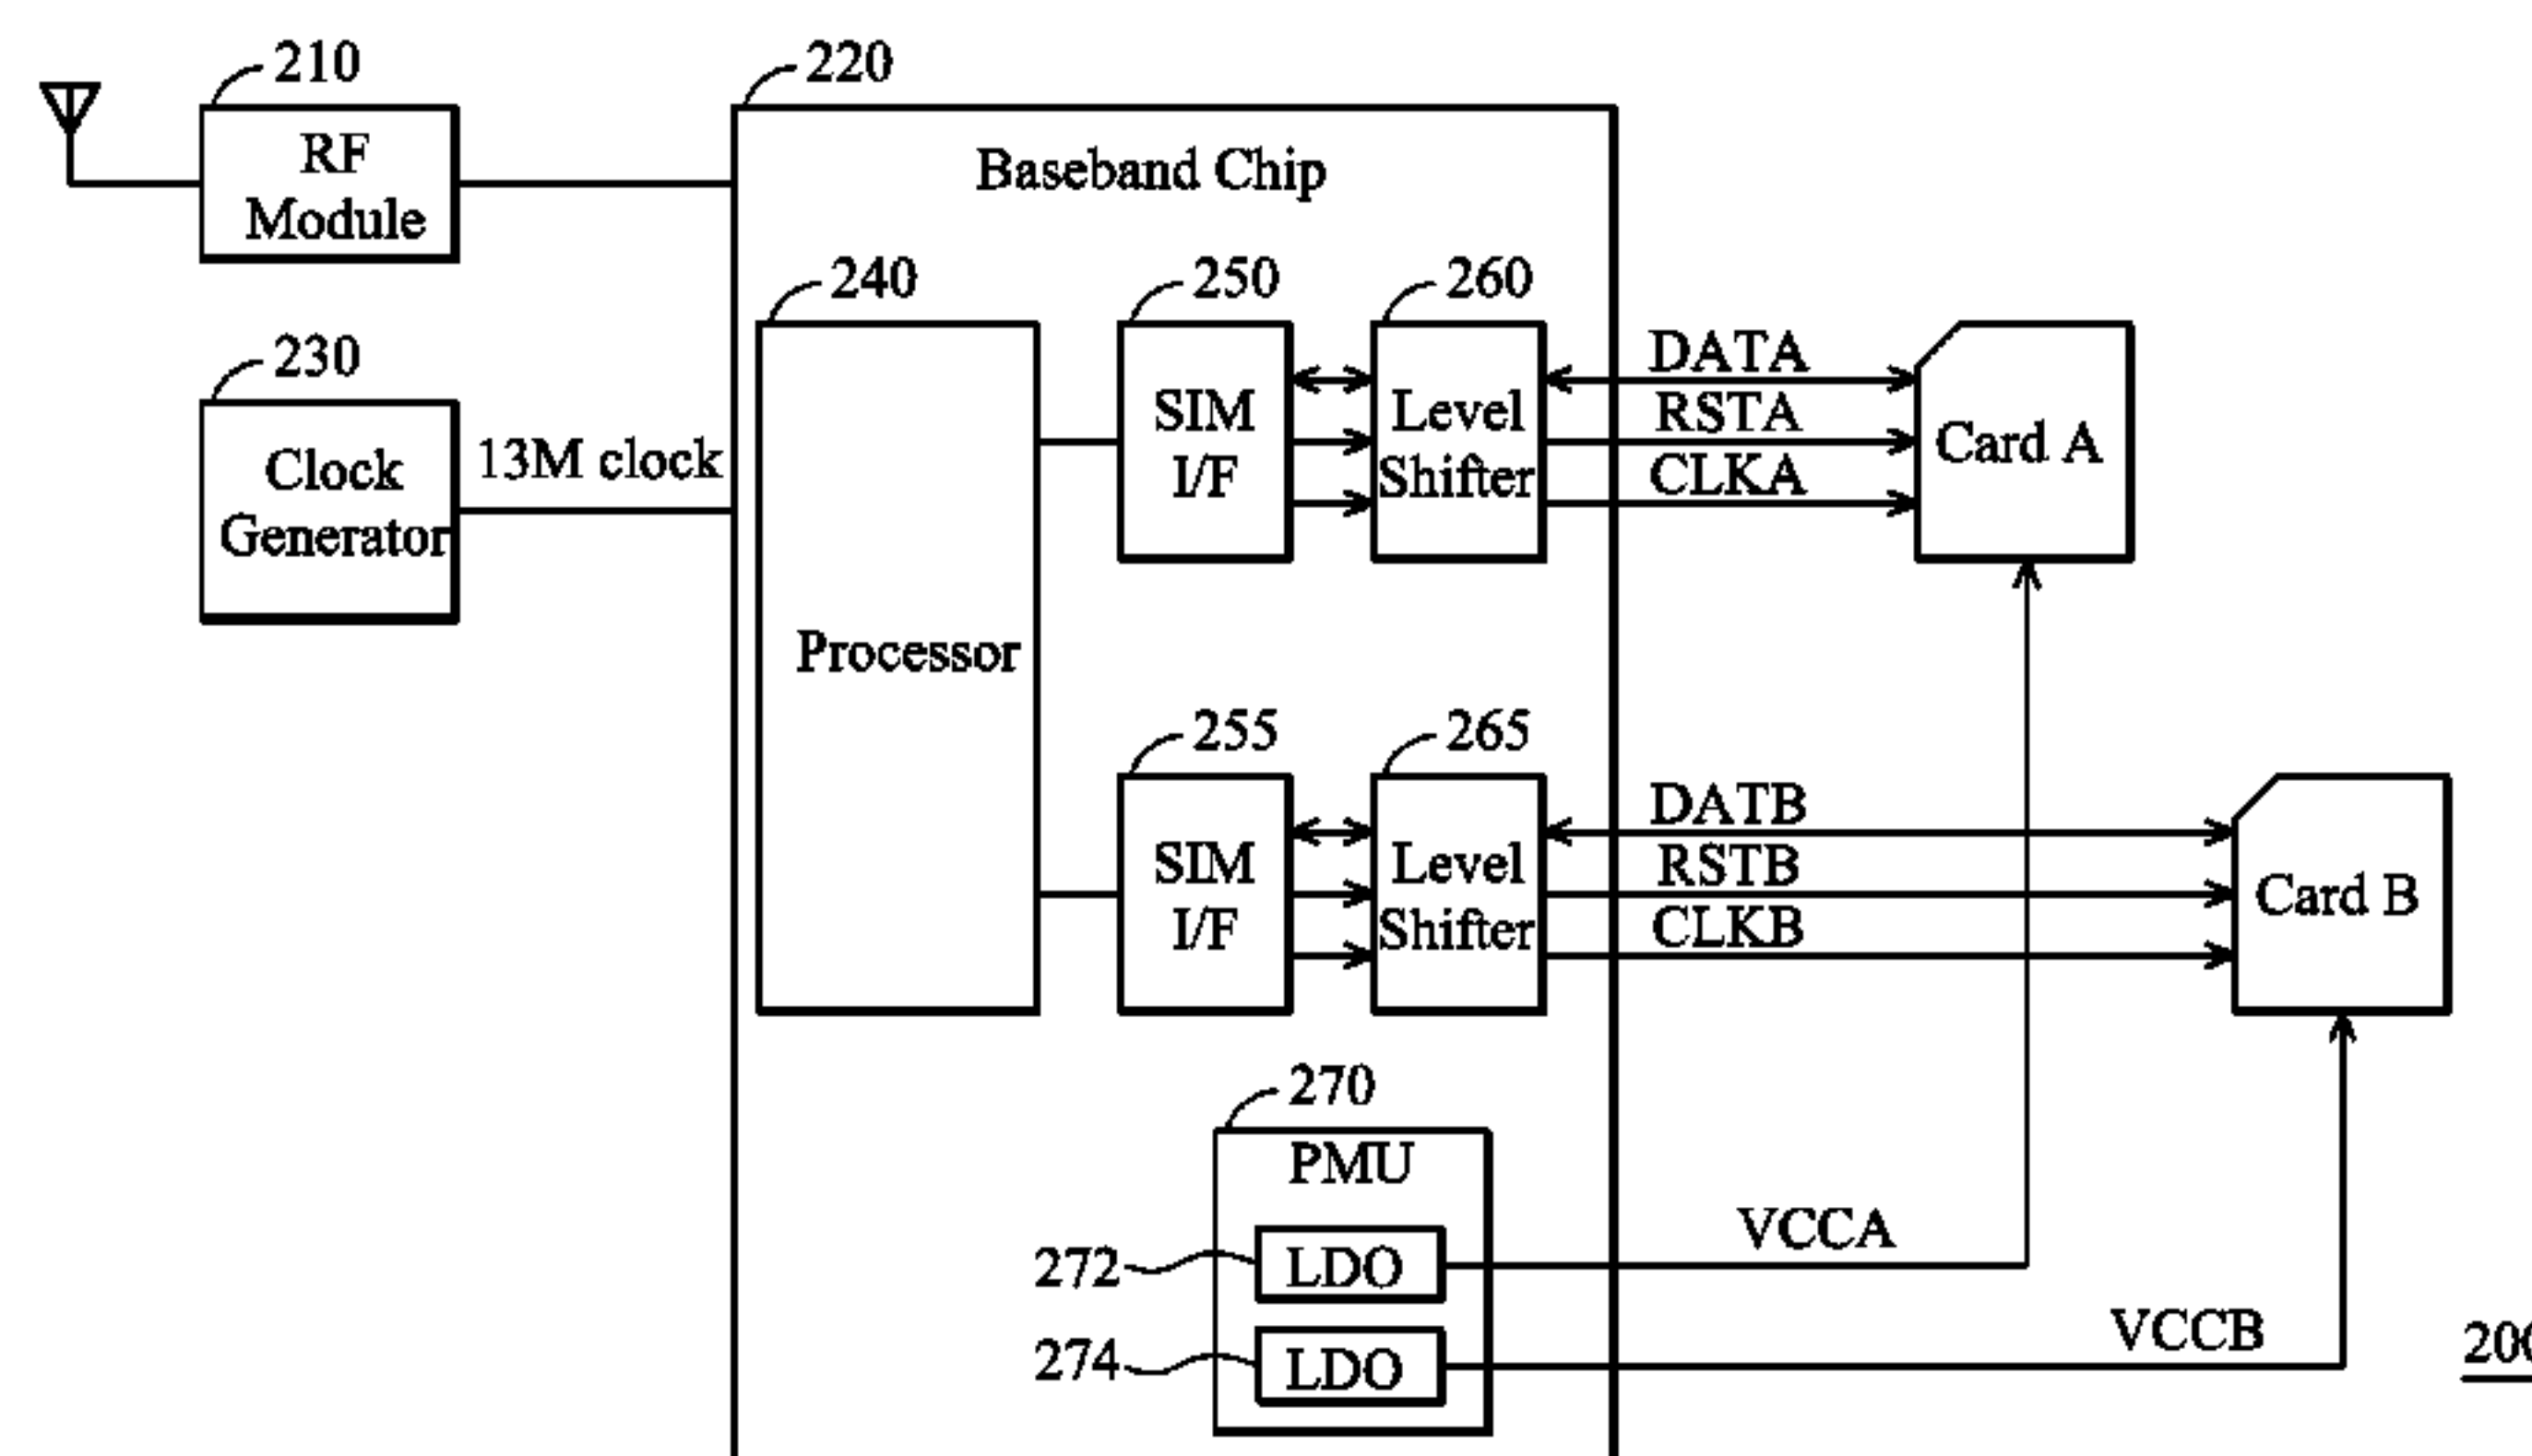 210
RF
Module
220
Baseband Chip
230
Clock
Generator
13M clock
240
Processor
250
SIM
I/F
260
Level
Shifter
DATA
RSTA
CLKA
Card A
255
SIM
I/F
265
Level
Shifter
DATB
RSTB
CLKB
Card B
270
PMU
272
LDO
VCCA
274
LDO
VCCB
200